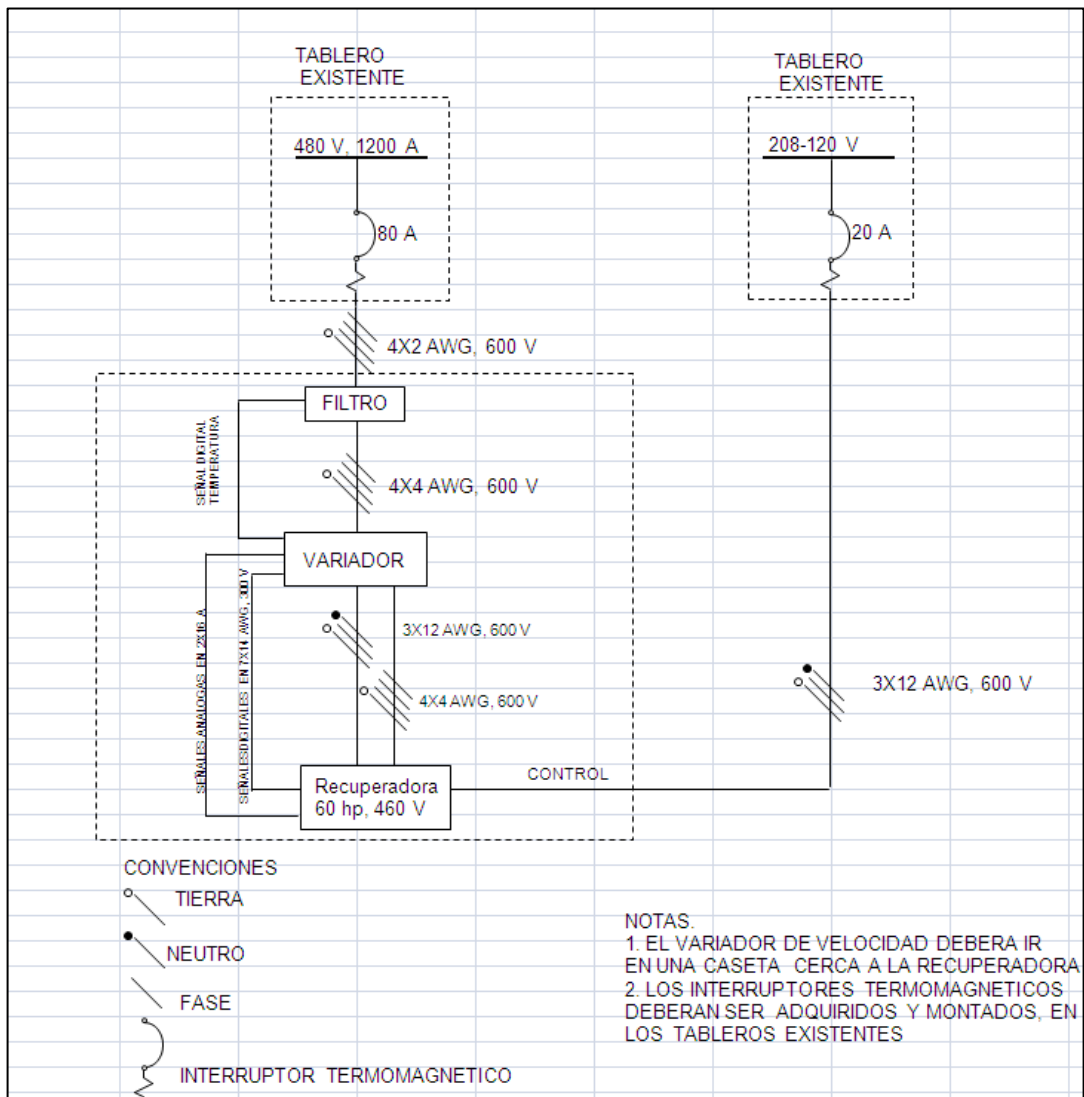 TABLERO
EXISTENTE
480 V, 1200 A
80 A
4X2 AWG, 600 V
TABLERO
EXISTENTE
208-120 V
20 A
FILTRO
SEÑAL DIGITAL
TEMPERATURA
4X4 AWG, 600 V
VARIADOR
SEÑALES ANALOGAS EN 2X16 A
SEÑALESDIGITALES EN 7X14 AWG, 300 V
3X12 AWG, 600 V
4X4 AWG, 600 V
3X12 AWG, 600 V
Recuperadora
60 hp, 460 V
CONTROL
CONVENCIONES
TIERRA
NEUTRO
FASE
INTERRUPTOR TERMOMAGNETICO
NOTAS.
1. EL VARIADOR DE VELOCIDAD DEBERA IR
EN UNA CASETA CERCA A LA RECUPERADORA
2. LOS INTERRUPTORES TERMOMAGNETICOS
DEBERAN SER ADQUIRIDOS Y MONTADOS, EN
LOS TABLEROS EXISTENTES